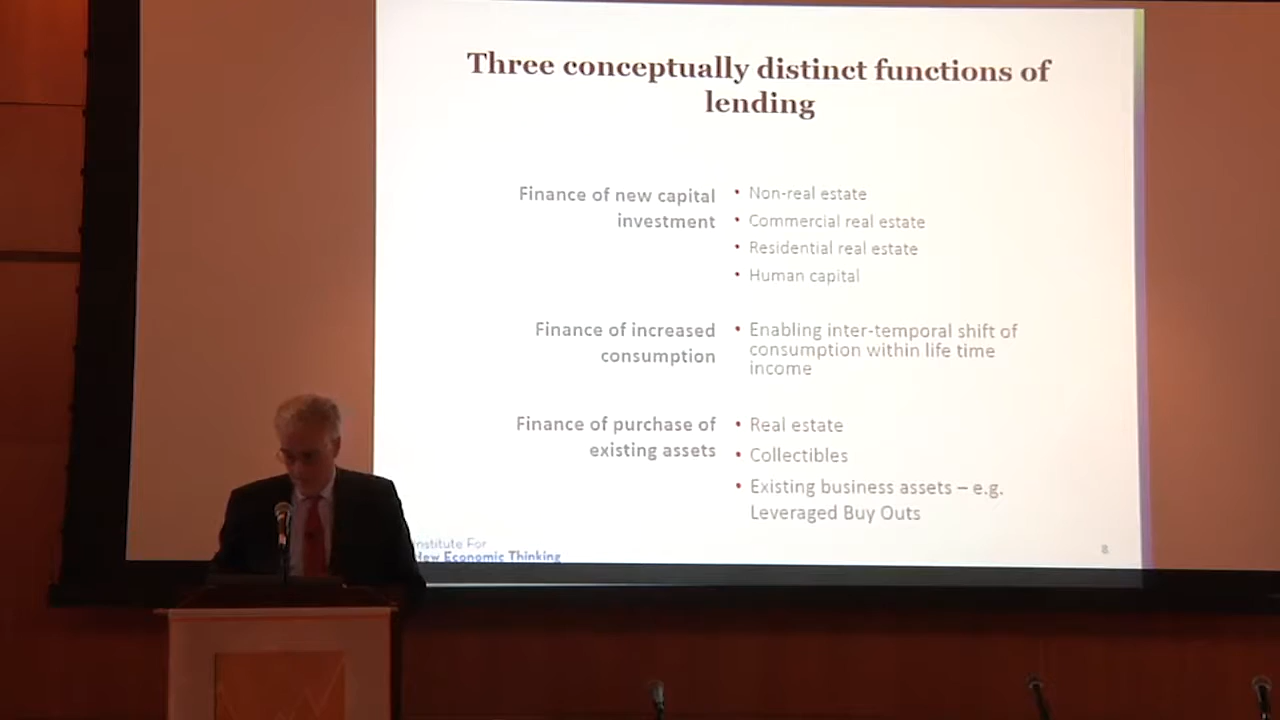 Three conceptually distinct functions of
lending
Finance of new capital
investment
• Non-real estate
• Commercial real estate
• Residential real estate
• Human capital
Finance of increased
consumption
• Enabling inter-temporal shift of
consumption within life time
income
Finance of purchase of
existing assets
• Real estate
• Collectibles
• Existing business assets – e.g.
Leveraged Buy Outs
nstitute For
New Economic Thinking
8